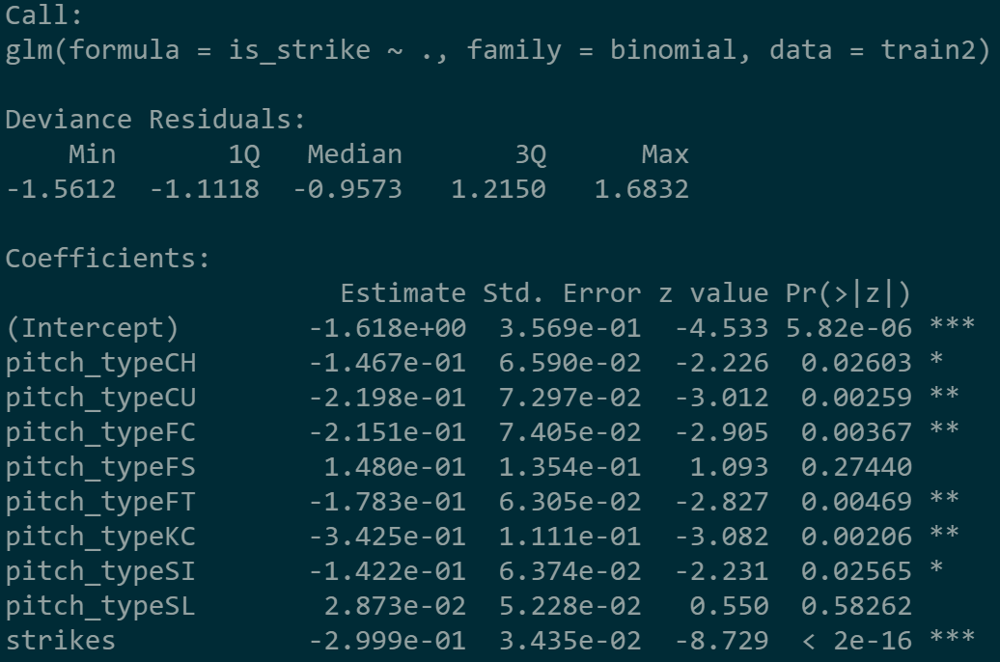 Call:
glm(formula = is_strike ~ ., family = binomial, data = train2)
Deviance Residuals:
    Min       1Q   Median       3Q      Max
-1.5612  -1.1118  -0.9573   1.2150   1.6832
Coefficients:
                     Estimate Std. Error z value Pr(>|z|)
(Intercept)        -1.618e+00  3.569e-01  -4.533 5.82e-06 ***
pitch_typeCH       -1.467e-01  6.590e-02  -2.226  0.02603 *
pitch_typeCU       -2.198e-01  7.297e-02  -3.012  0.00259 **
pitch_typeFC       -2.151e-01  7.405e-02  -2.905  0.00367 **
pitch_typeFS        1.480e-01  1.354e-01   1.093  0.27440
pitch_typeFT       -1.783e-01  6.305e-02  -2.827  0.00469 **
pitch_typeKC       -3.425e-01  1.111e-01  -3.082  0.00206 **
pitch_typeSI       -1.422e-01  6.374e-02  -2.231  0.02565 *
pitch_typeSL        2.873e-02  5.228e-02   0.550  0.58262
strikes            -2.999e-01  3.435e-02  -8.729  < 2e-16 ***